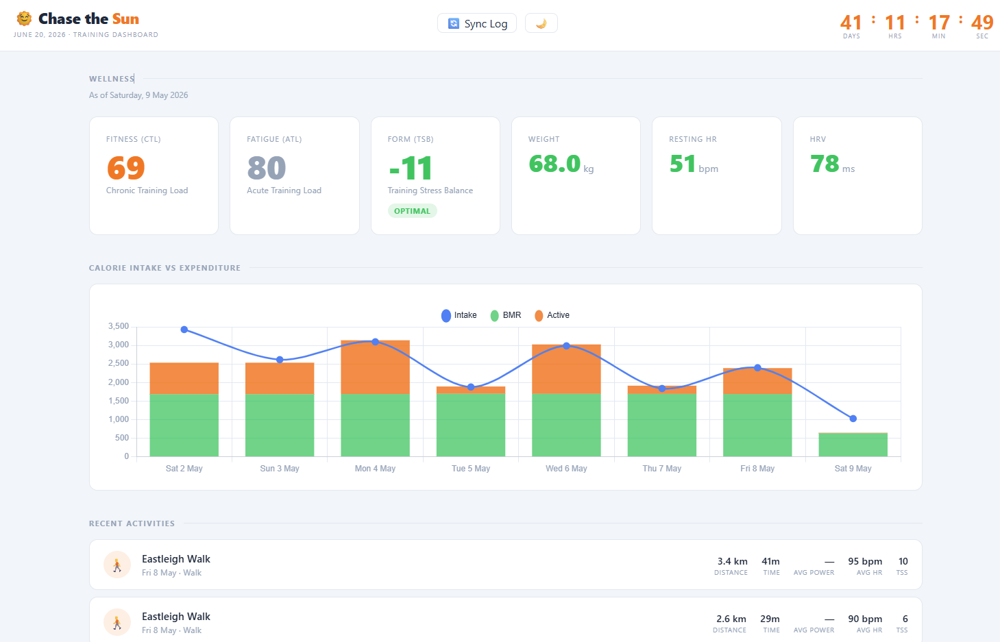 Chase the Sun
JUNE 20, 2026 · TRAINING DASHBOARD
Sync Log
41 : 11 : 17 : 49
DAYS HRS MIN SEC
WELLNESS
As of Saturday, 9 May 2026
FITNESS (CTL)
69
Chronic Training Load
FATIGUE (ATL)
80
Acute Training Load
FORM (TSB)
-11
Training Stress Balance
OPTIMAL
WEIGHT
68.0 kg
RESTING HR
51 bpm
HRV
78 ms
CALORIE INTAKE VS EXPENDITURE
Intake BMR Active
3,500
3,000
2,500
2,000
1,500
1,000
500
0
Sat 2 May Sun 3 May Mon 4 May Tue 5 May Wed 6 May Thu 7 May Fri 8 May Sat 9 May
RECENT ACTIVITIES
Eastleigh Walk
Fri 8 May · Walk
3.4 km 41m — 95 bpm 10
DISTANCE TIME AVG POWER AVG HR TSS
Eastleigh Walk
Fri 8 May · Walk
2.6 km 29m — 90 bpm 6
DISTANCE TIME AVG POWER AVG HR TSS